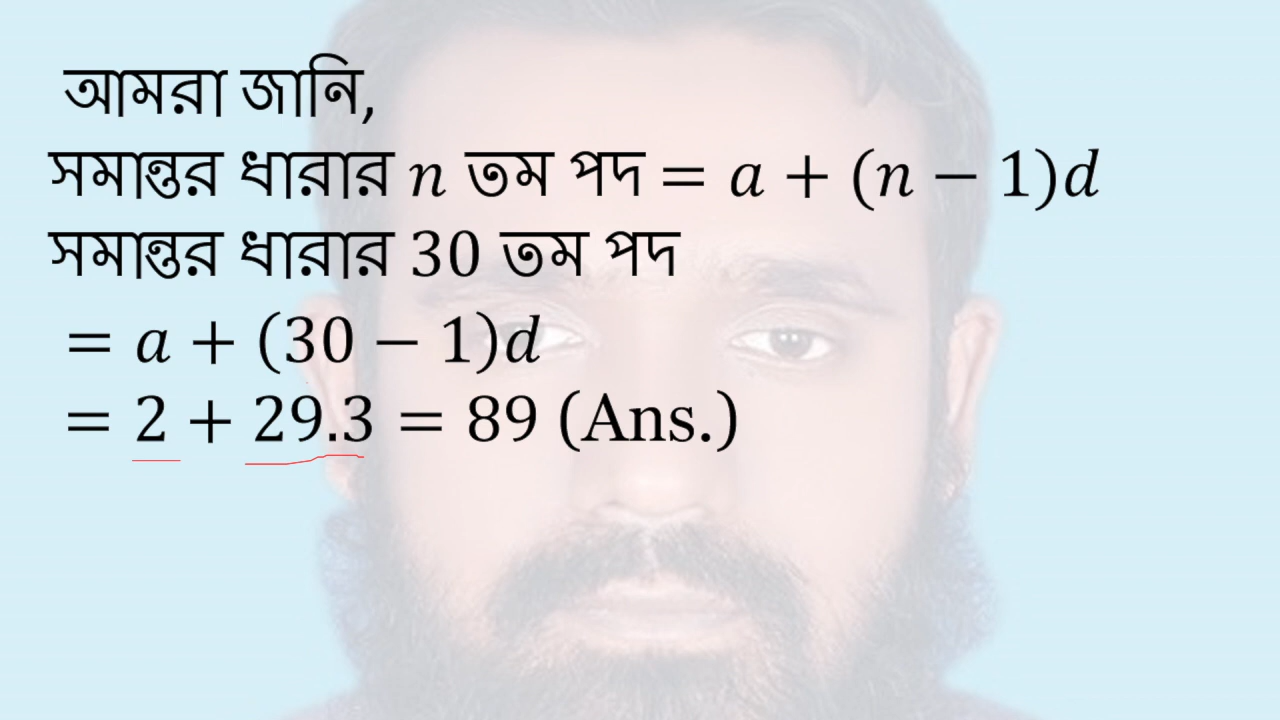 আমরা জানি,
সমান্তর ধারার n তম পদ = a + (n − 1)d
সমান্তর ধারার 30 তম পদ
= a + (30 − 1)d
= 2 + 29.3 = 89 (Ans.)